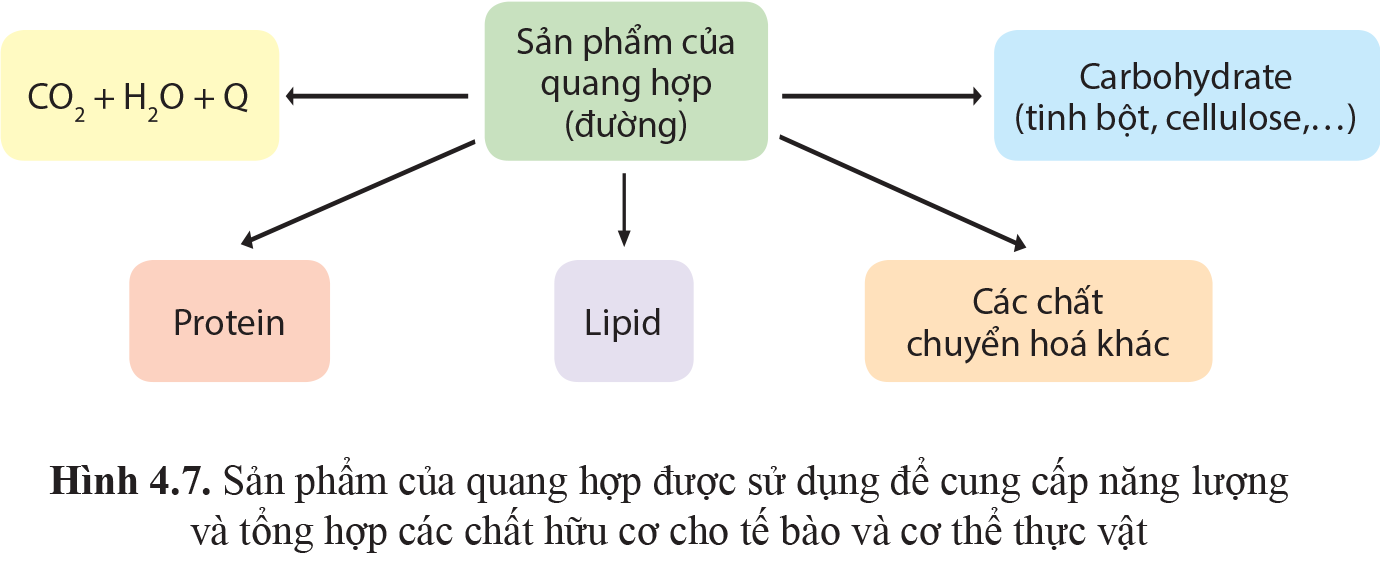 Sản phẩm của
quang hợp
(đường)
CO₂ + H₂O + Q
Carbohydrate
(tinh bột, cellulose,...)
Protein
Lipid
Các chất
chuyển hoá khác
Hình 4.7. Sản phẩm của quang hợp được sử dụng để cung cấp năng lượng
và tổng hợp các chất hữu cơ cho tế bào và cơ thể thực vật